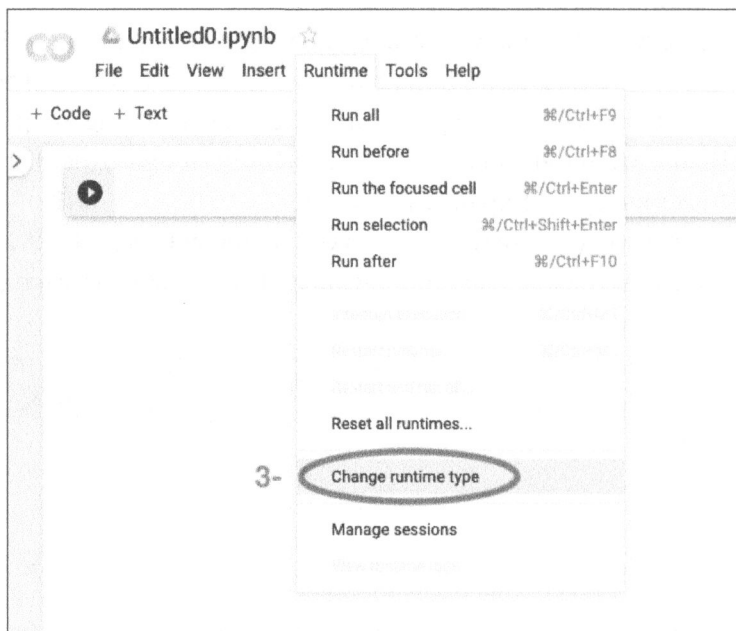 CO
Untitled0.ipynb
File Edit View Insert Runtime Tools Help
+ Code + Text
Run all ⌘/Ctrl+F9
Run before ⌘/Ctrl+F8
Run the focused cell ⌘/Ctrl+Enter
Run selection ⌘/Ctrl+Shift+Enter
Run after ⌘/Ctrl+F10
Reset all runtimes...
3- Change runtime type
Manage sessions